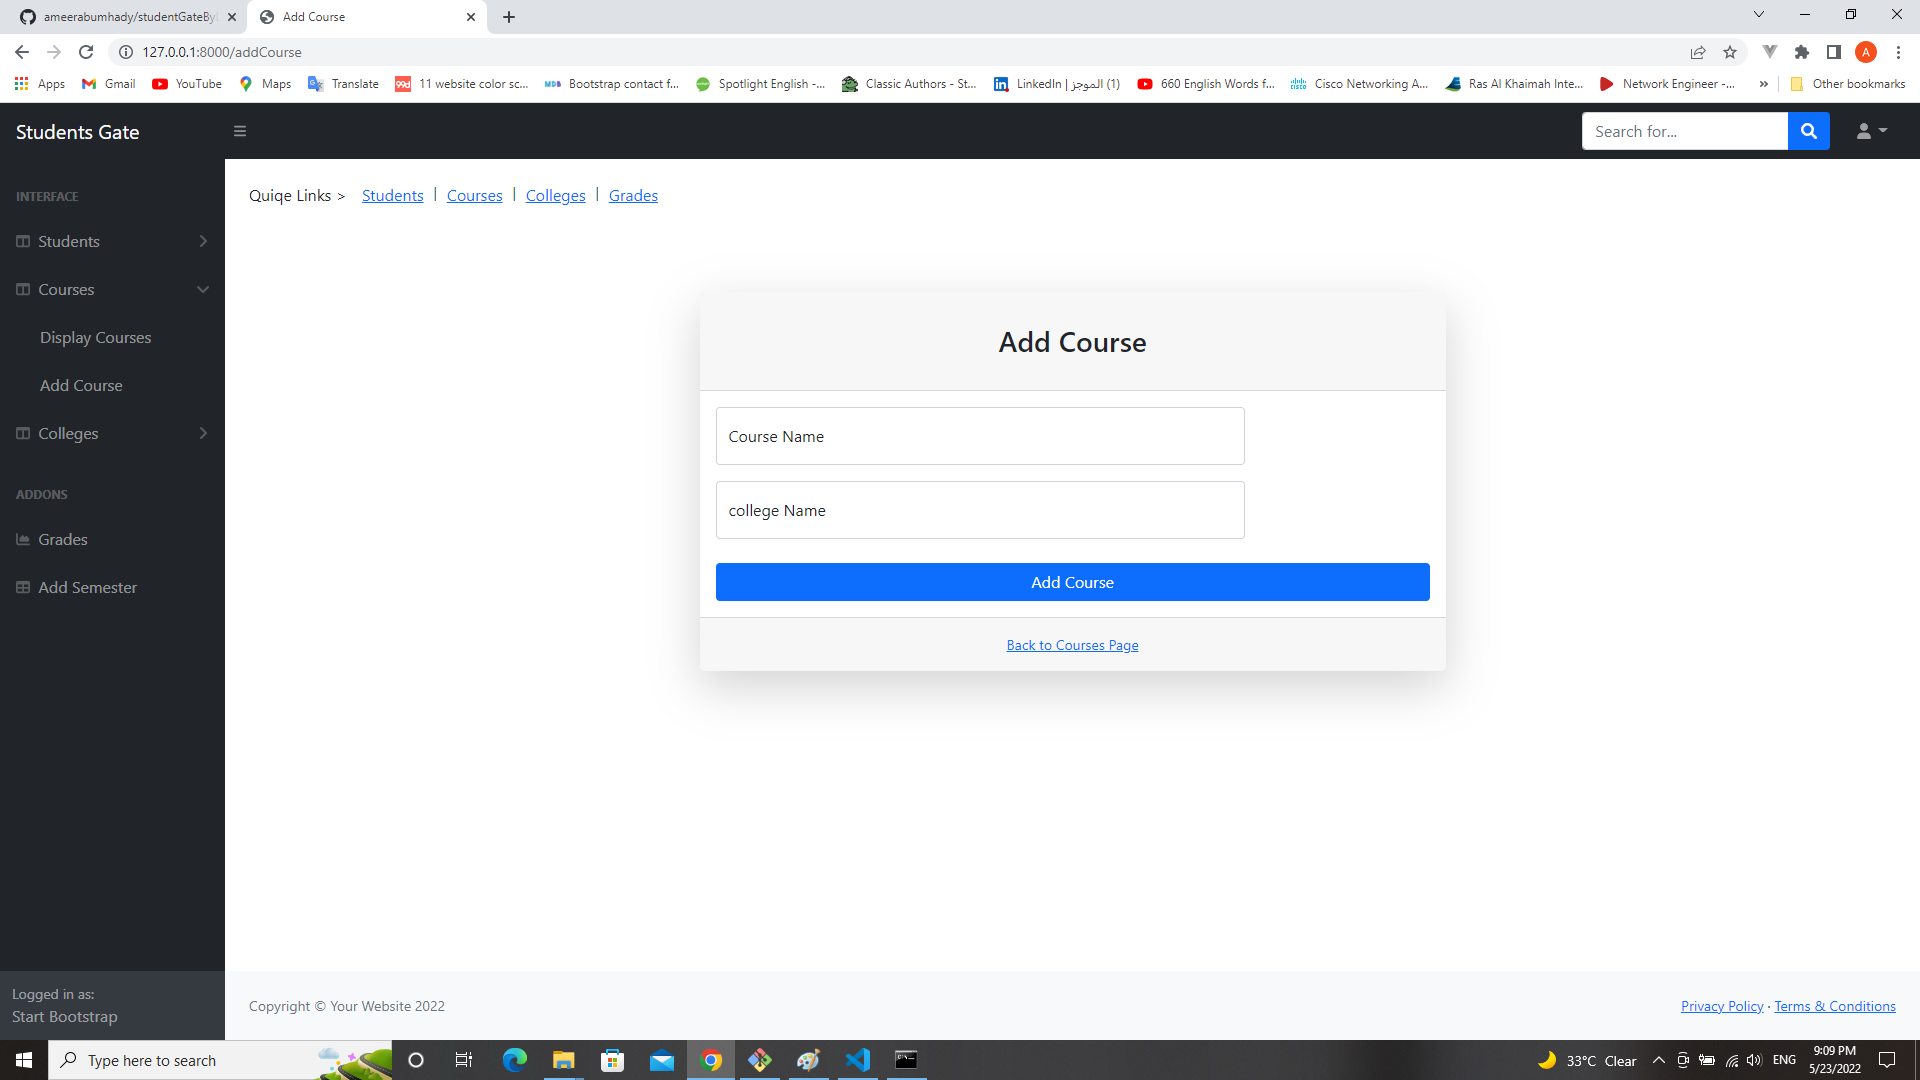 ameerabumhady/studentGateByL
Add Course
127.0.0.1:8000/addCourse
A
Apps
Gmail
YouTube
Maps
Translate
99d
11 website color sc...
MDB
Bootstrap contact f...
Spotlight English -...
Classic Authors - St...
LinkedIn | الموجز (1)
660 English Words f...
Cisco Networking A...
Ras Al Khaimah Inte...
Network Engineer -...
»
Other bookmarks
Students Gate
Search for...
INTERFACE
Students
Courses
Display Courses
Add Course
Colleges
ADDONS
Grades
Add Semester
Logged in as:
Start Bootstrap
Quiqe Links > Students | Courses | Colleges | Grades
Add Course
Course Name
college Name
Add Course
Back to Courses Page
Copyright © Your Website 2022
Privacy Policy · Terms & Conditions
Type here to search
33°C Clear
ENG
9:09 PM
5/23/2022